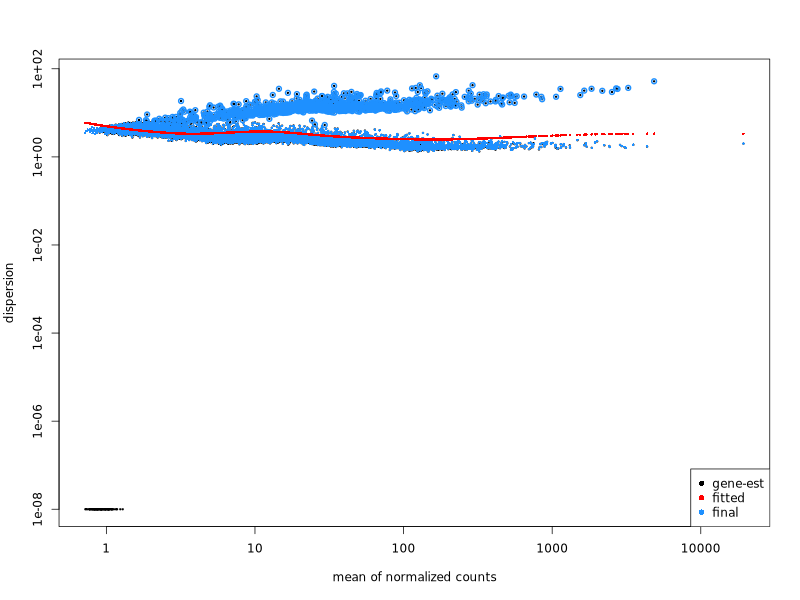 dispersion
1e+02
1e+00
1e-02
1e-04
1e-06
1e-08
gene-est
fitted
final
1 10 100 1000 10000
mean of normalized counts